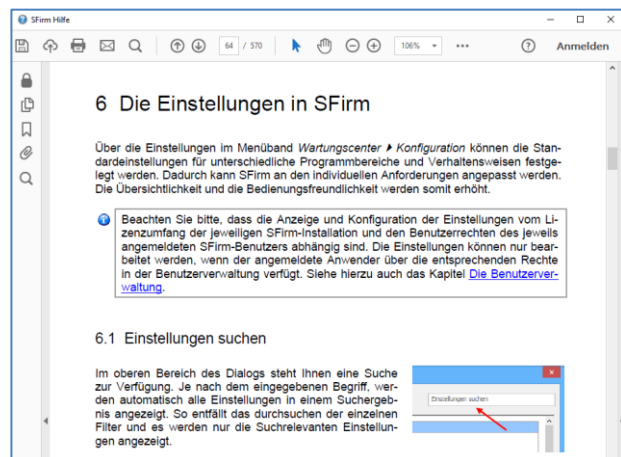 SFirm Hilfe
64 / 570
106%
Anmelden
6 Die Einstellungen in SFirm
Über die Einstellungen im Menüband Wartungscenter ▶ Konfiguration können die Stan-
dardeinstellungen für unterschiedliche Programmbereiche und Verhaltensweisen festge-
legt werden. Dadurch kann SFirm an den individuellen Anforderungen angepasst werden.
Die Übersichtlichkeit und die Bedienungsfreundlichkeit werden somit erhöht.
Beachten Sie bitte, dass die Anzeige und Konfiguration der Einstellungen vom Li-
zenzumfang der jeweiligen SFirm-Installation und den Benutzerrechten des jeweils
angemeldeten SFirm-Benutzers abhängig sind. Die Einstellungen können nur bear-
beitet werden, wenn der angemeldete Anwender über die entsprechenden Rechte
in der Benutzerverwaltung verfügt. Siehe hierzu auch das Kapitel Die Benutzerver-
waltung.
6.1 Einstellungen suchen
Im oberen Bereich des Dialogs steht Ihnen eine Suche
zur Verfügung. Je nach dem eingegebenen Begriff, wer-
den automatisch alle Einstellungen in einem Suchergeb-
nis angezeigt. So entfällt das durchsuchen der einzelnen
Filter und es werden nur die Suchrelevanten Einstellun-
gen angezeigt.
Einstellungen suchen